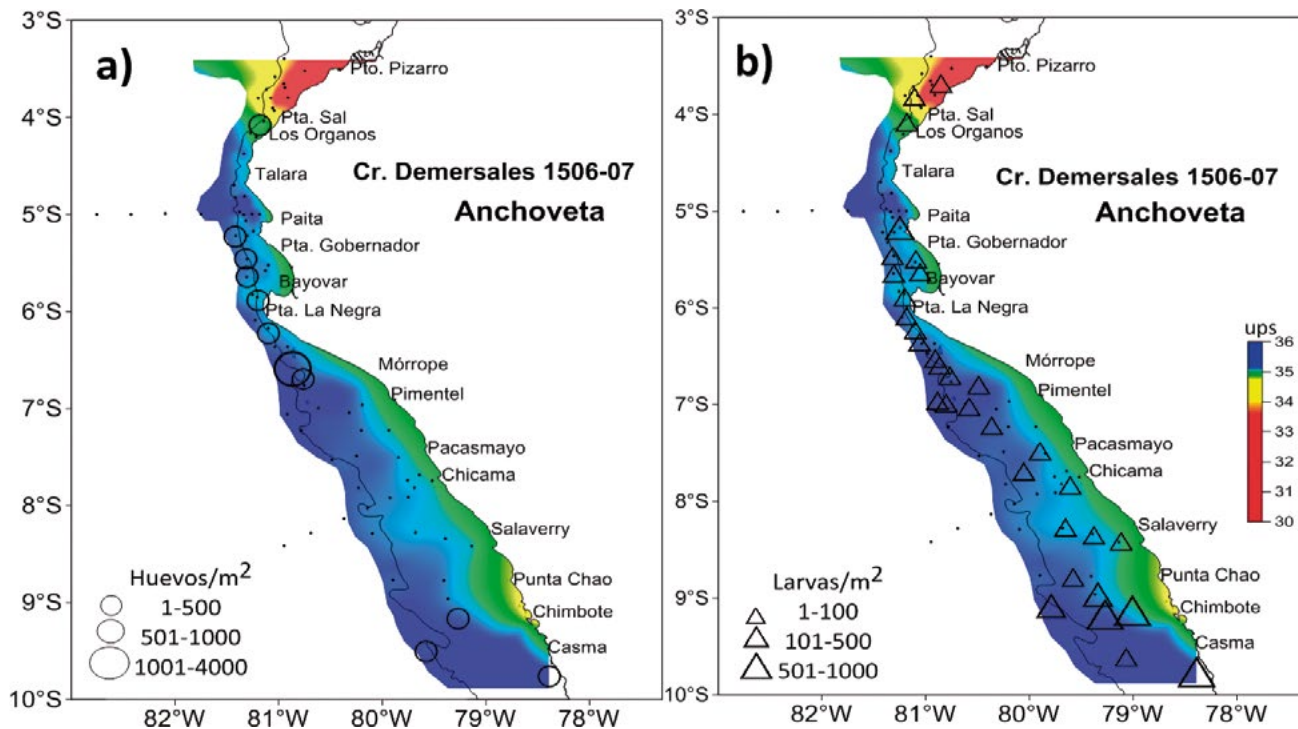 a)
3°S
4°S
5°S
6°S
7°S
8°S
9°S
10°S
82°W
81°W
80°W
79°W
78°W
Pto. Pizarro
Pta. Sal
Los Organos
Talara
Paita
Pta. Gobernador
Bayovar
Pta. La Negra
Mórrope
Pimentel
Pacasmayo
Chicama
Salaverry
Punta Chao
Chimbote
Casma
Cr. Demersales 1506-07
Anchoveta
Huevos/m²
1-500
501-1000
1001-4000
b)
3°S
4°S
5°S
6°S
7°S
8°S
9°S
10°S
82°W
81°W
80°W
79°W
78°W
Pto. Pizarro
Pta. Sal
Los Organos
Talara
Paita
Pta. Gobernador
Bayovar
Pta. La Negra
Mórrope
Pimentel
Pacasmayo
Chicama
Salaverry
Punta Chao
Chimbote
Casma
Cr. Demersales 1506-07
Anchoveta
Larvas/m²
1-100
101-500
501-1000
ups
36
35
34
33
32
31
30